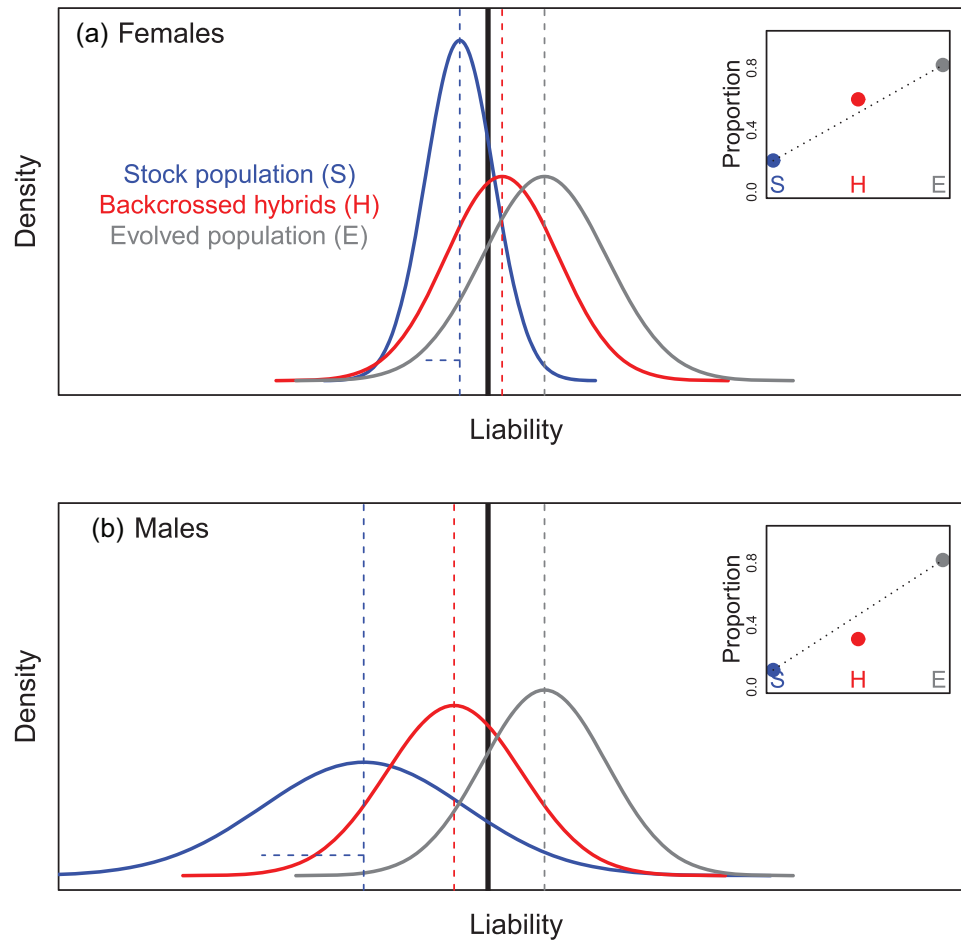 (a) Females
Density
Stock population (S)
Backcrossed hybrids (H)
Evolved population (E)
Proportion
0.8
0.4
0.0
S H E
Liability
(b) Males
Density
Proportion
0.8
0.4
0.0
S H E
Liability